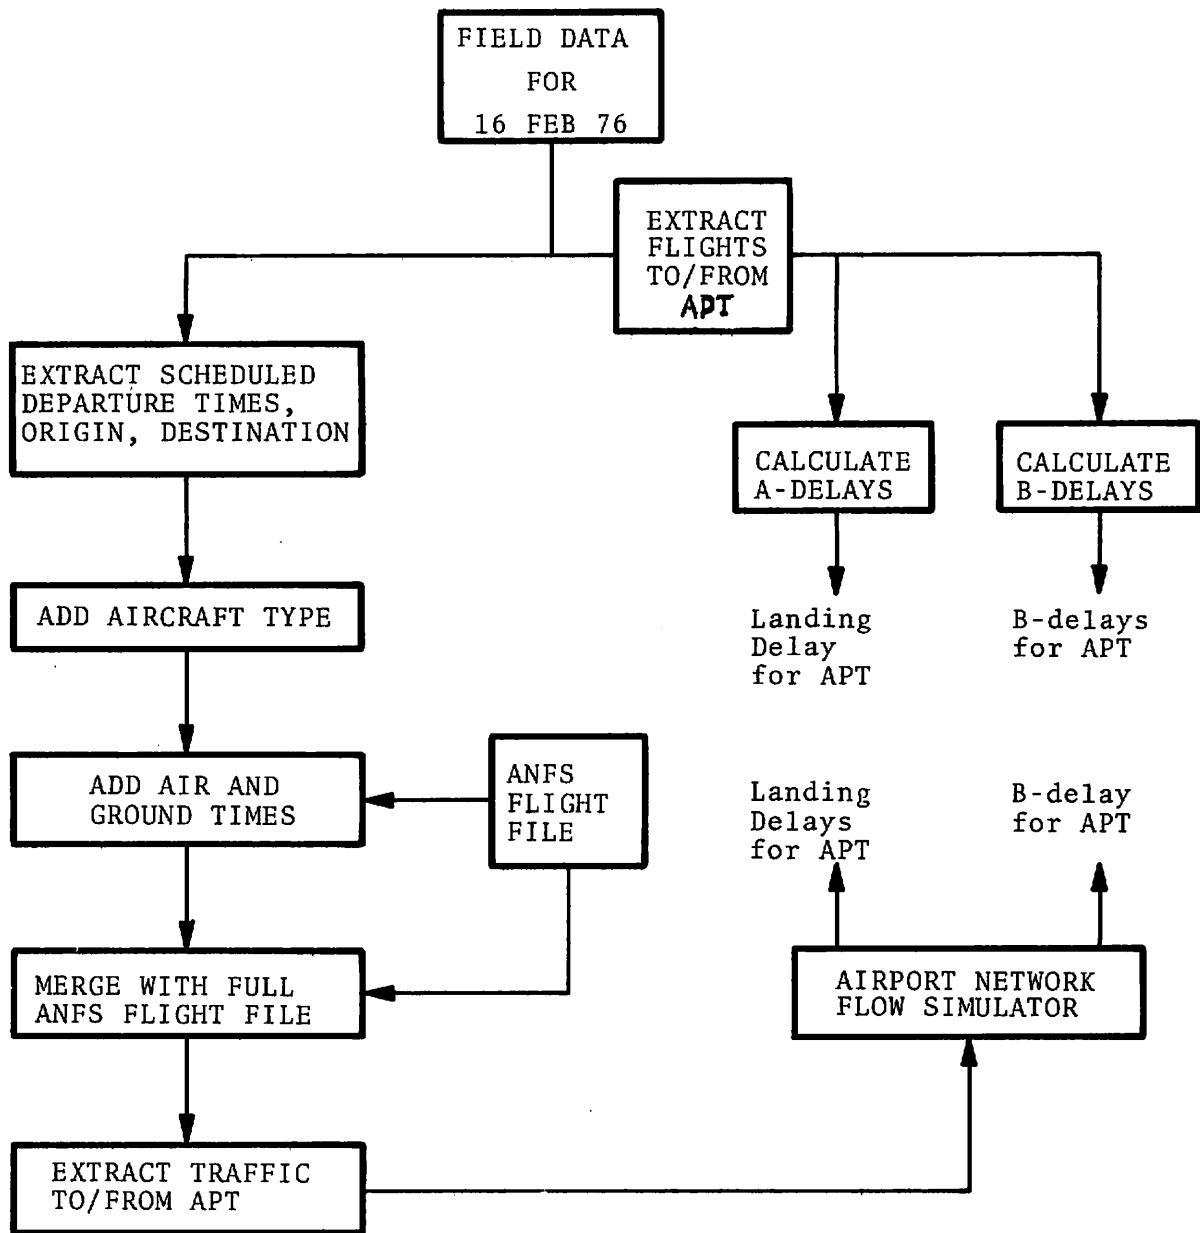 FIELD DATA
FOR
16 FEB 76
EXTRACT
FLIGHTS
TO/FROM
APT
EXTRACT SCHEDULED
DEPARTURE TIMES,
ORIGIN, DESTINATION
CALCULATE
A-DELAYS
CALCULATE
B-DELAYS
ADD AIRCRAFT TYPE
Landing
Delay
for APT
B-delays
for APT
ADD AIR AND
GROUND TIMES
ANFS
FLIGHT
FILE
Landing
Delays
for APT
B-delay
for APT
MERGE WITH FULL
ANFS FLIGHT FILE
AIRPORT NETWORK
FLOW SIMULATOR
EXTRACT TRAFFIC
TO/FROM APT